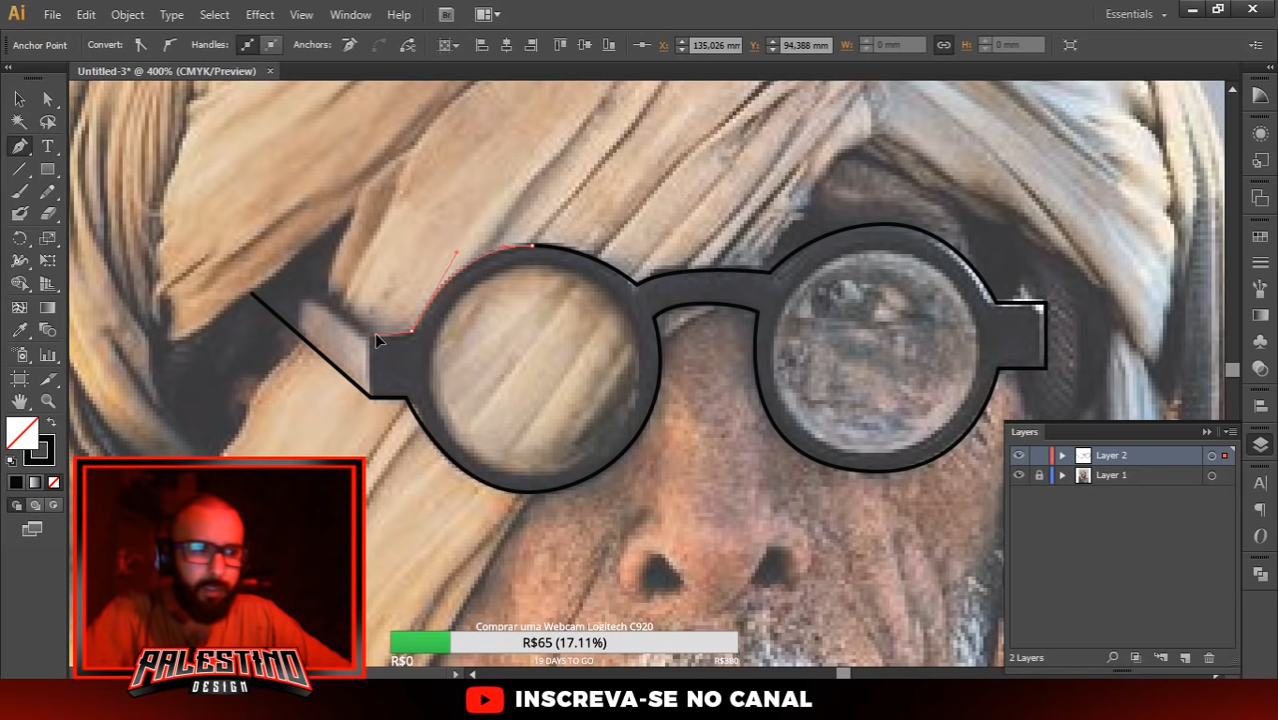 Ai File Edit Object Type Select Effect View Window Help Br Essentials
Anchor Point Convert: Handles: Anchors: X: 135,026 mm Y: 94,388 mm W: 0 mm H: 0 mm
Untitled-3* @ 400% (CMYK/Preview) ×
Layers
Layer 2
Layer 1
2 Layers
Comprar uma Webcam Logitech C920
R$65 (17.11%)
R$0 19 DAYS TO GO R$380
PALESTINO
DESIGN
INSCREVA-SE NO CANAL